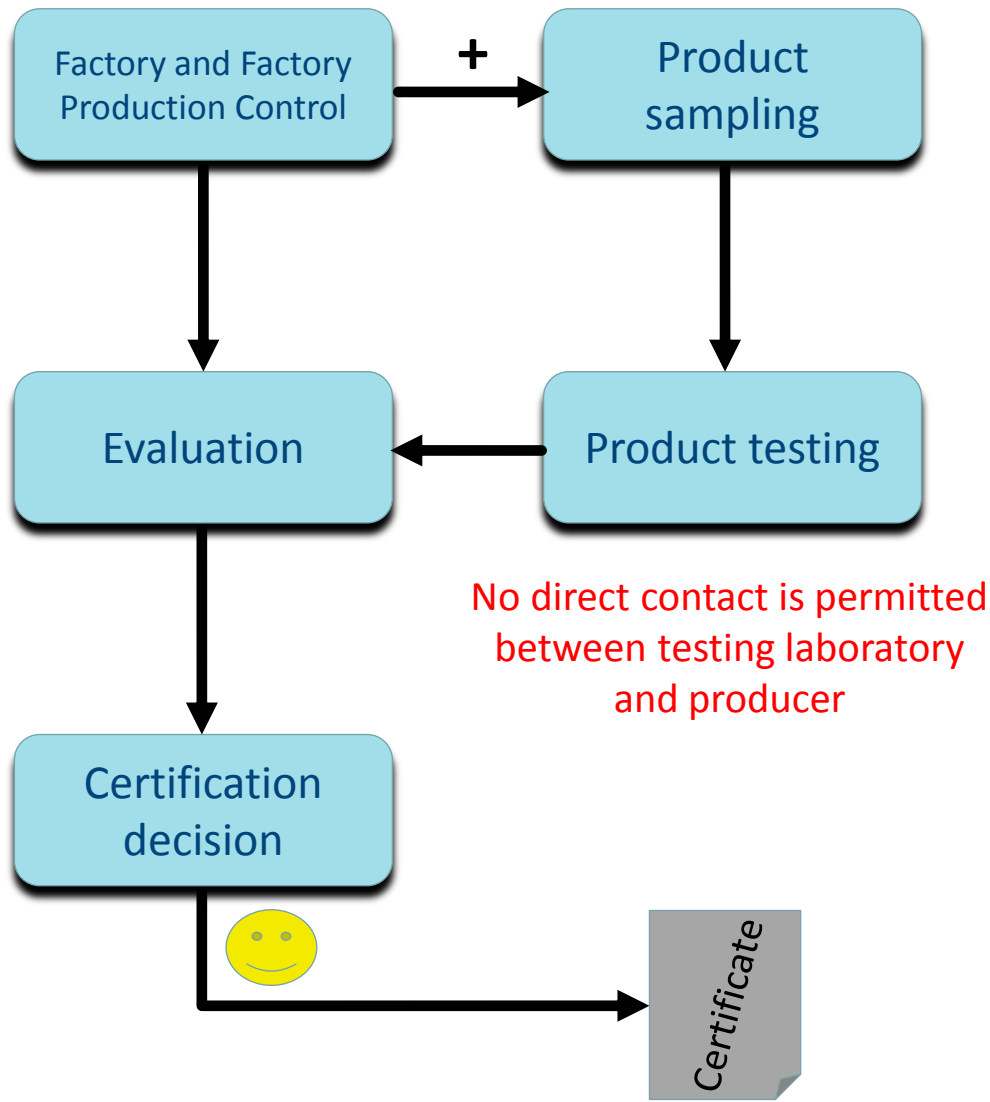 Factory and Factory
Production Control
+
Product
sampling
Evaluation
Product testing
No direct contact is permitted
between testing laboratory
and producer
Certification
decision
Certificate